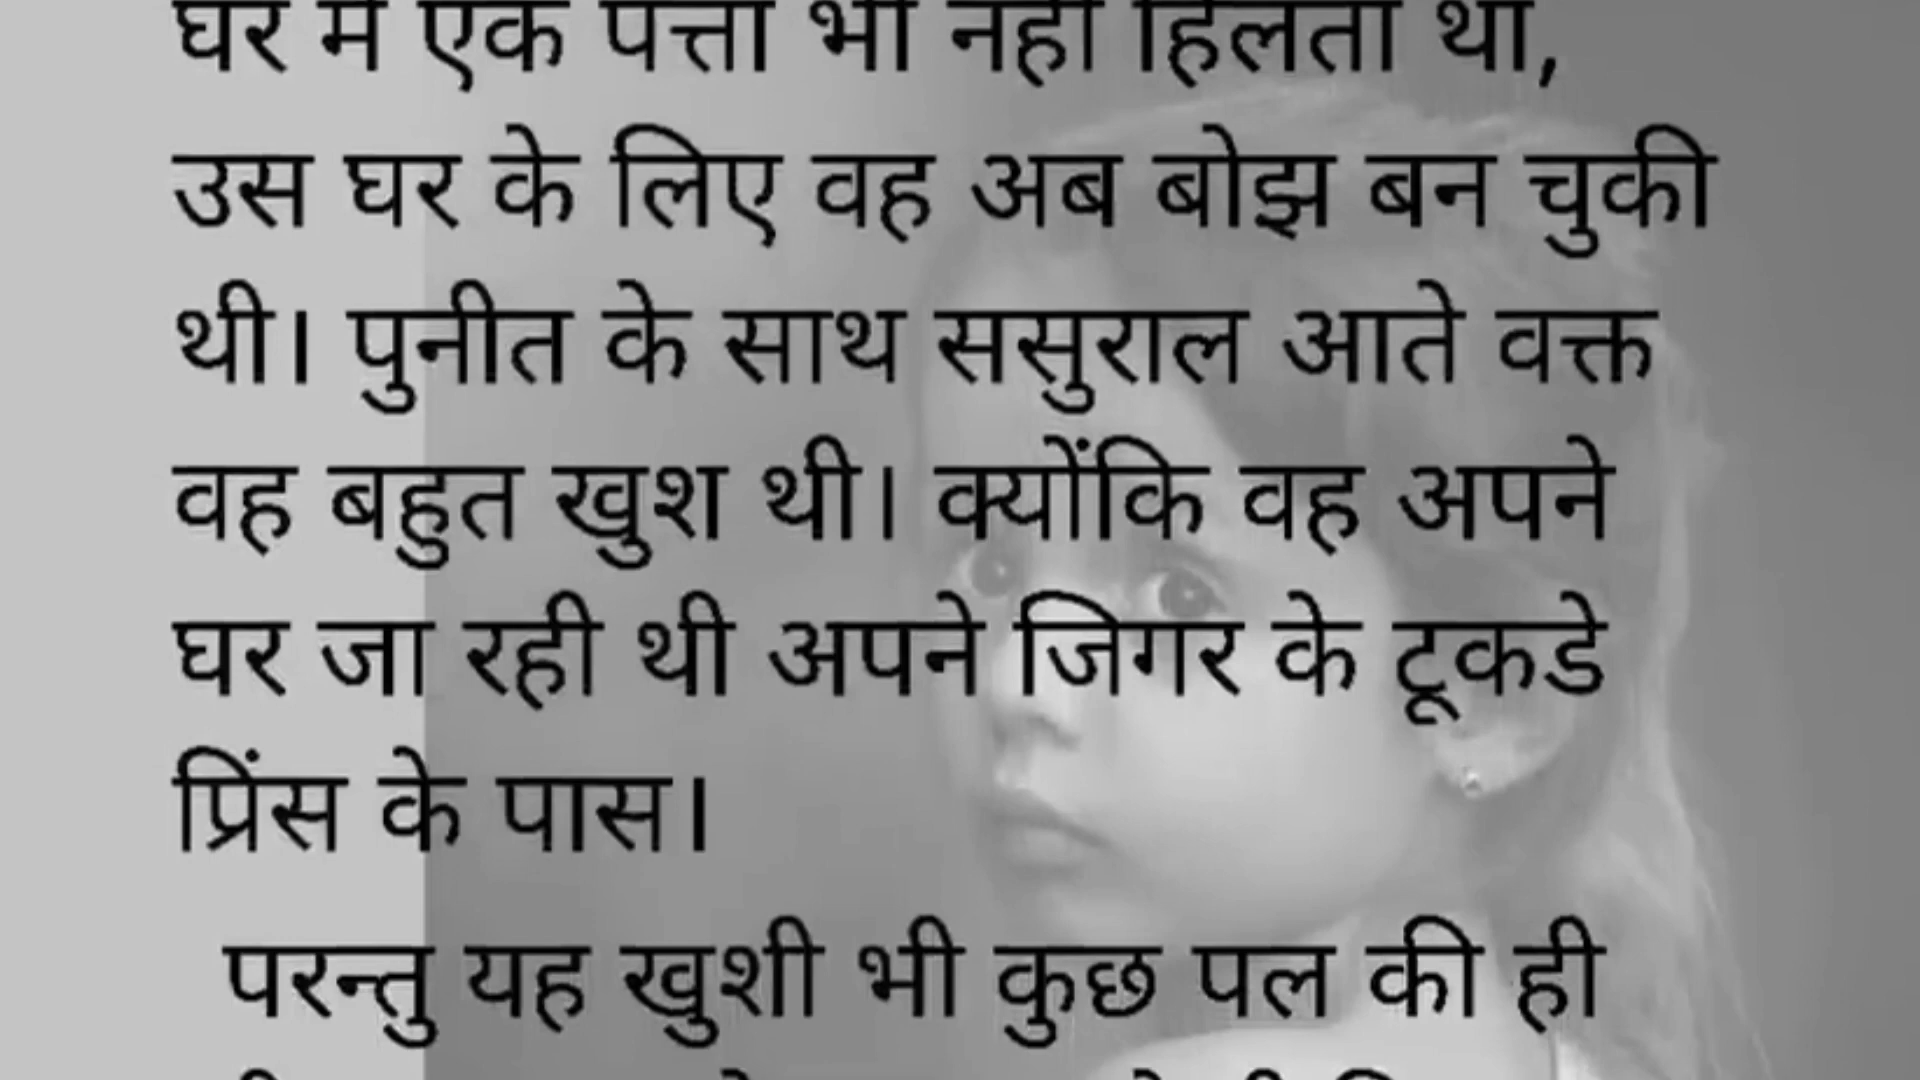 घर में एक पत्ता भी नहीं हिलता था,
उस घर के लिए वह अब बोझ बन चुकी
थी। पुनीत के साथ ससुराल आते वक्त
वह बहुत खुश थी। क्योंकि वह अपने
घर जा रही थी अपने जिगर के टूकडे
प्रिंस के पास।
परन्तु यह खुशी भी कुछ पल की ही